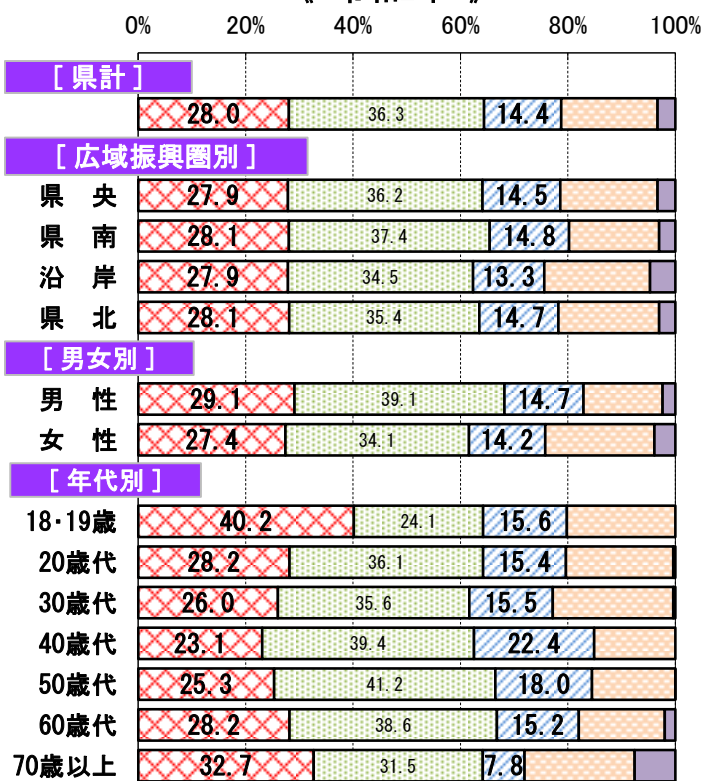 0% 20% 40% 60% 80% 100%
[ 県計 ]
28.0 36.3 14.4
[ 広域振興圏別 ]
県 央 27.9 36.2 14.5
県 南 28.1 37.4 14.8
沿 岸 27.9 34.5 13.3
県 北 28.1 35.4 14.7
[ 男女別 ]
男 性 29.1 39.1 14.7
女 性 27.4 34.1 14.2
[ 年代別 ]
18・19歳 40.2 24.1 15.6
20歳代 28.2 36.1 15.4
30歳代 26.0 35.6 15.5
40歳代 23.1 39.4 22.4
50歳代 25.3 41.2 18.0
60歳代 28.2 38.6 15.2
70歳以上 32.7 31.5 7.8